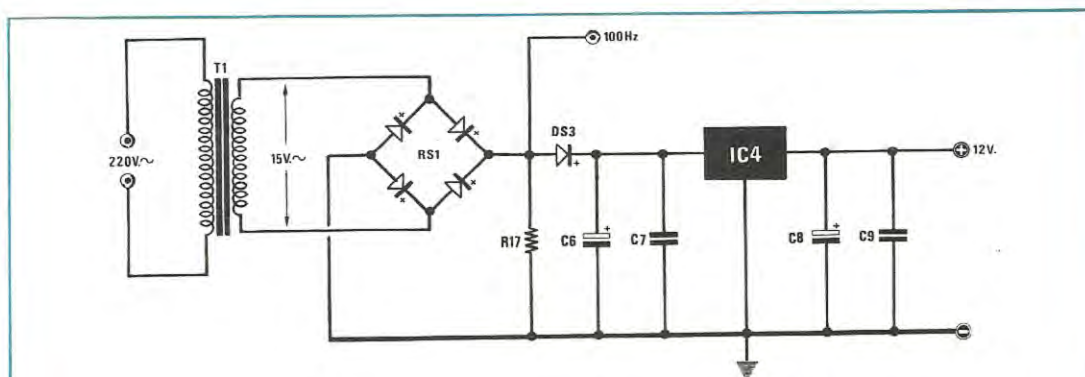 100Hz
T1
220V.~
15V.~
RS1
DS3
+
IC4
+ 12V.
R17
C6
+
C7
C8
+
C9
-